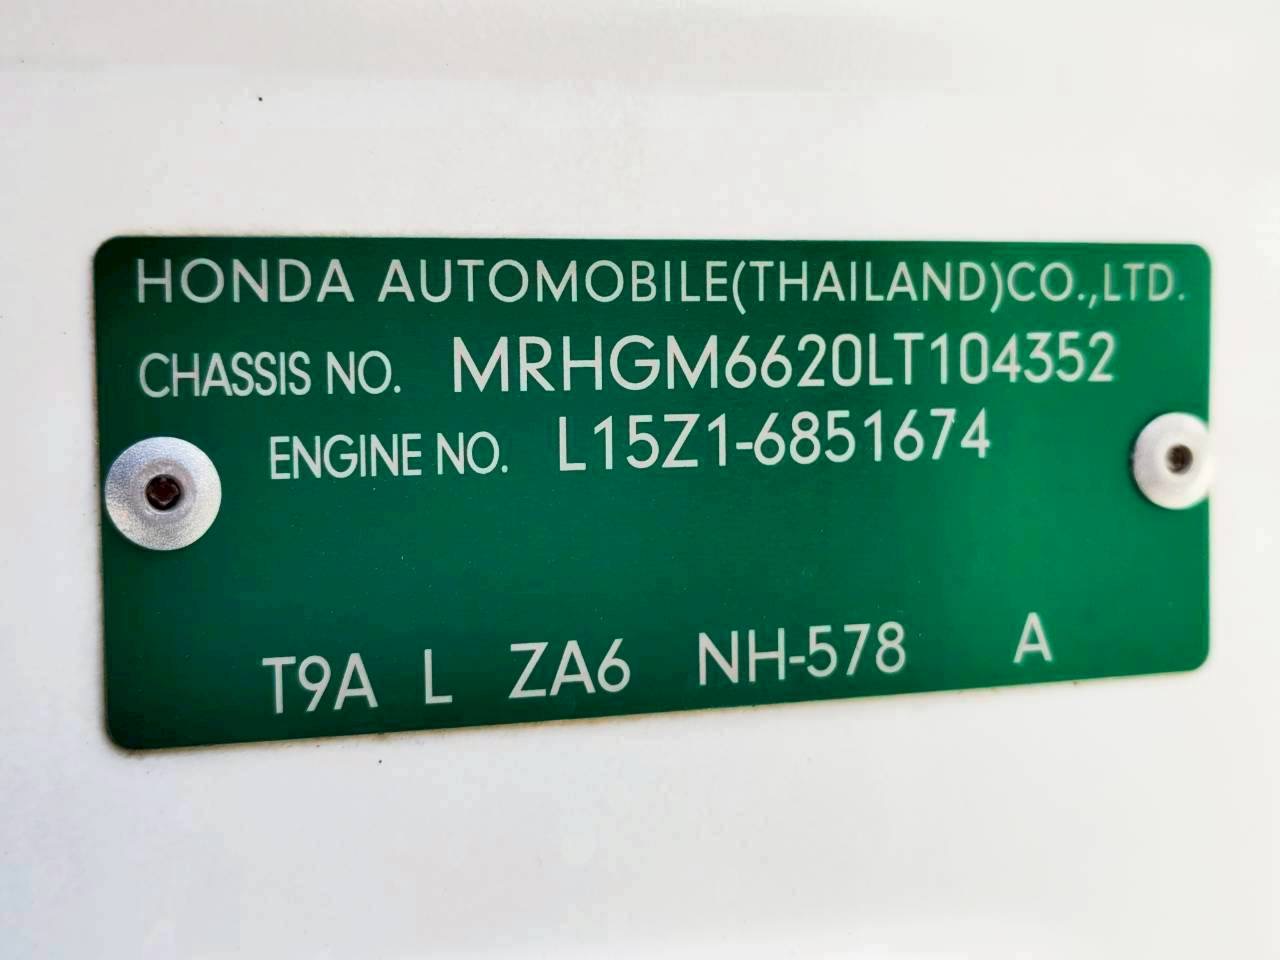 HONDA AUTOMOBILE(THAILAND)CO.,LTD.
CHASSIS NO. MRHGM6620LT104352
ENGINE NO. L15Z1-6851674
T9A L ZA6 NH-578 A